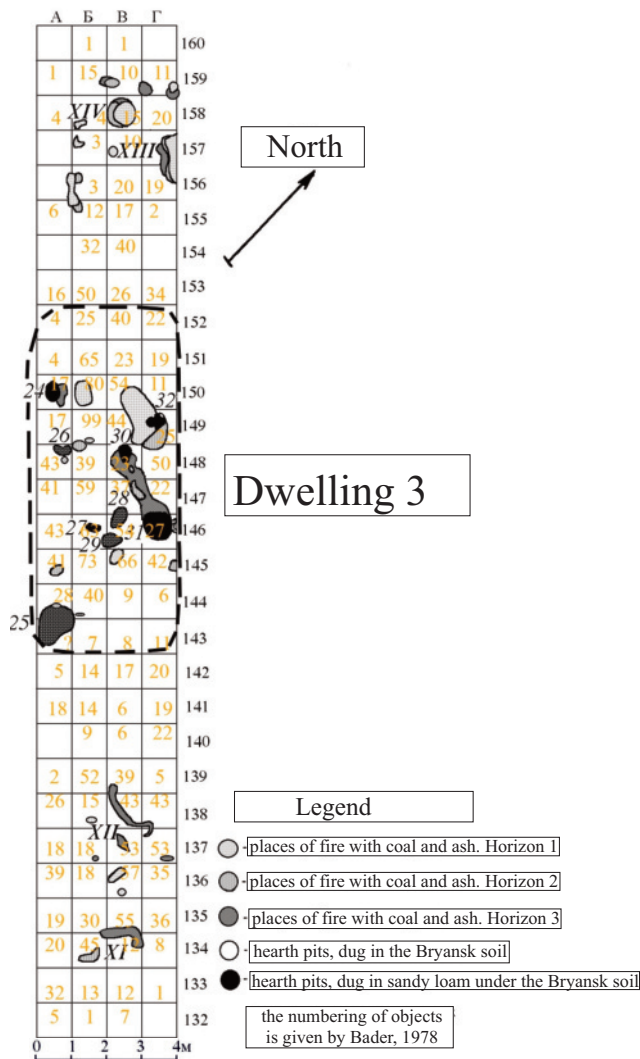 А Б В Г
1 1 160
1 15 10 11 159
XIV
4 4 15 20 158
3 10 157
XIII
North
3 20 19 156
6 12 17 2 155
32 40 154
16 50 26 34 153
4 25 40 22 152
4 65 23 19 151
24 17 80 54 11 150
32
17 99 44 25 149
26 30
43 39 50 148
41 59 22 147
28
Dwelling 3
27 43 31 27 146
29
41 73 66 42 145
28 40 9 6 144
25
7 8 11 143
5 14 17 20 142
18 14 6 19 141
9 6 22 140
2 52 39 5 139
26 15 43 43 138
XII
18 18 53 53 137
39 18 35 136
19 30 55 36 135
20 45 8 134
XI
32 13 12 1 133
5 1 7 132
0 1 2 3 4м
Legend
- places of fire with coal and ash. Horizon 1
- places of fire with coal and ash. Horizon 2
- places of fire with coal and ash. Horizon 3
- hearth pits, dug in the Bryansk soil
- hearth pits, dug in sandy loam under the Bryansk soil
the numbering of objects
is given by Bader, 1978